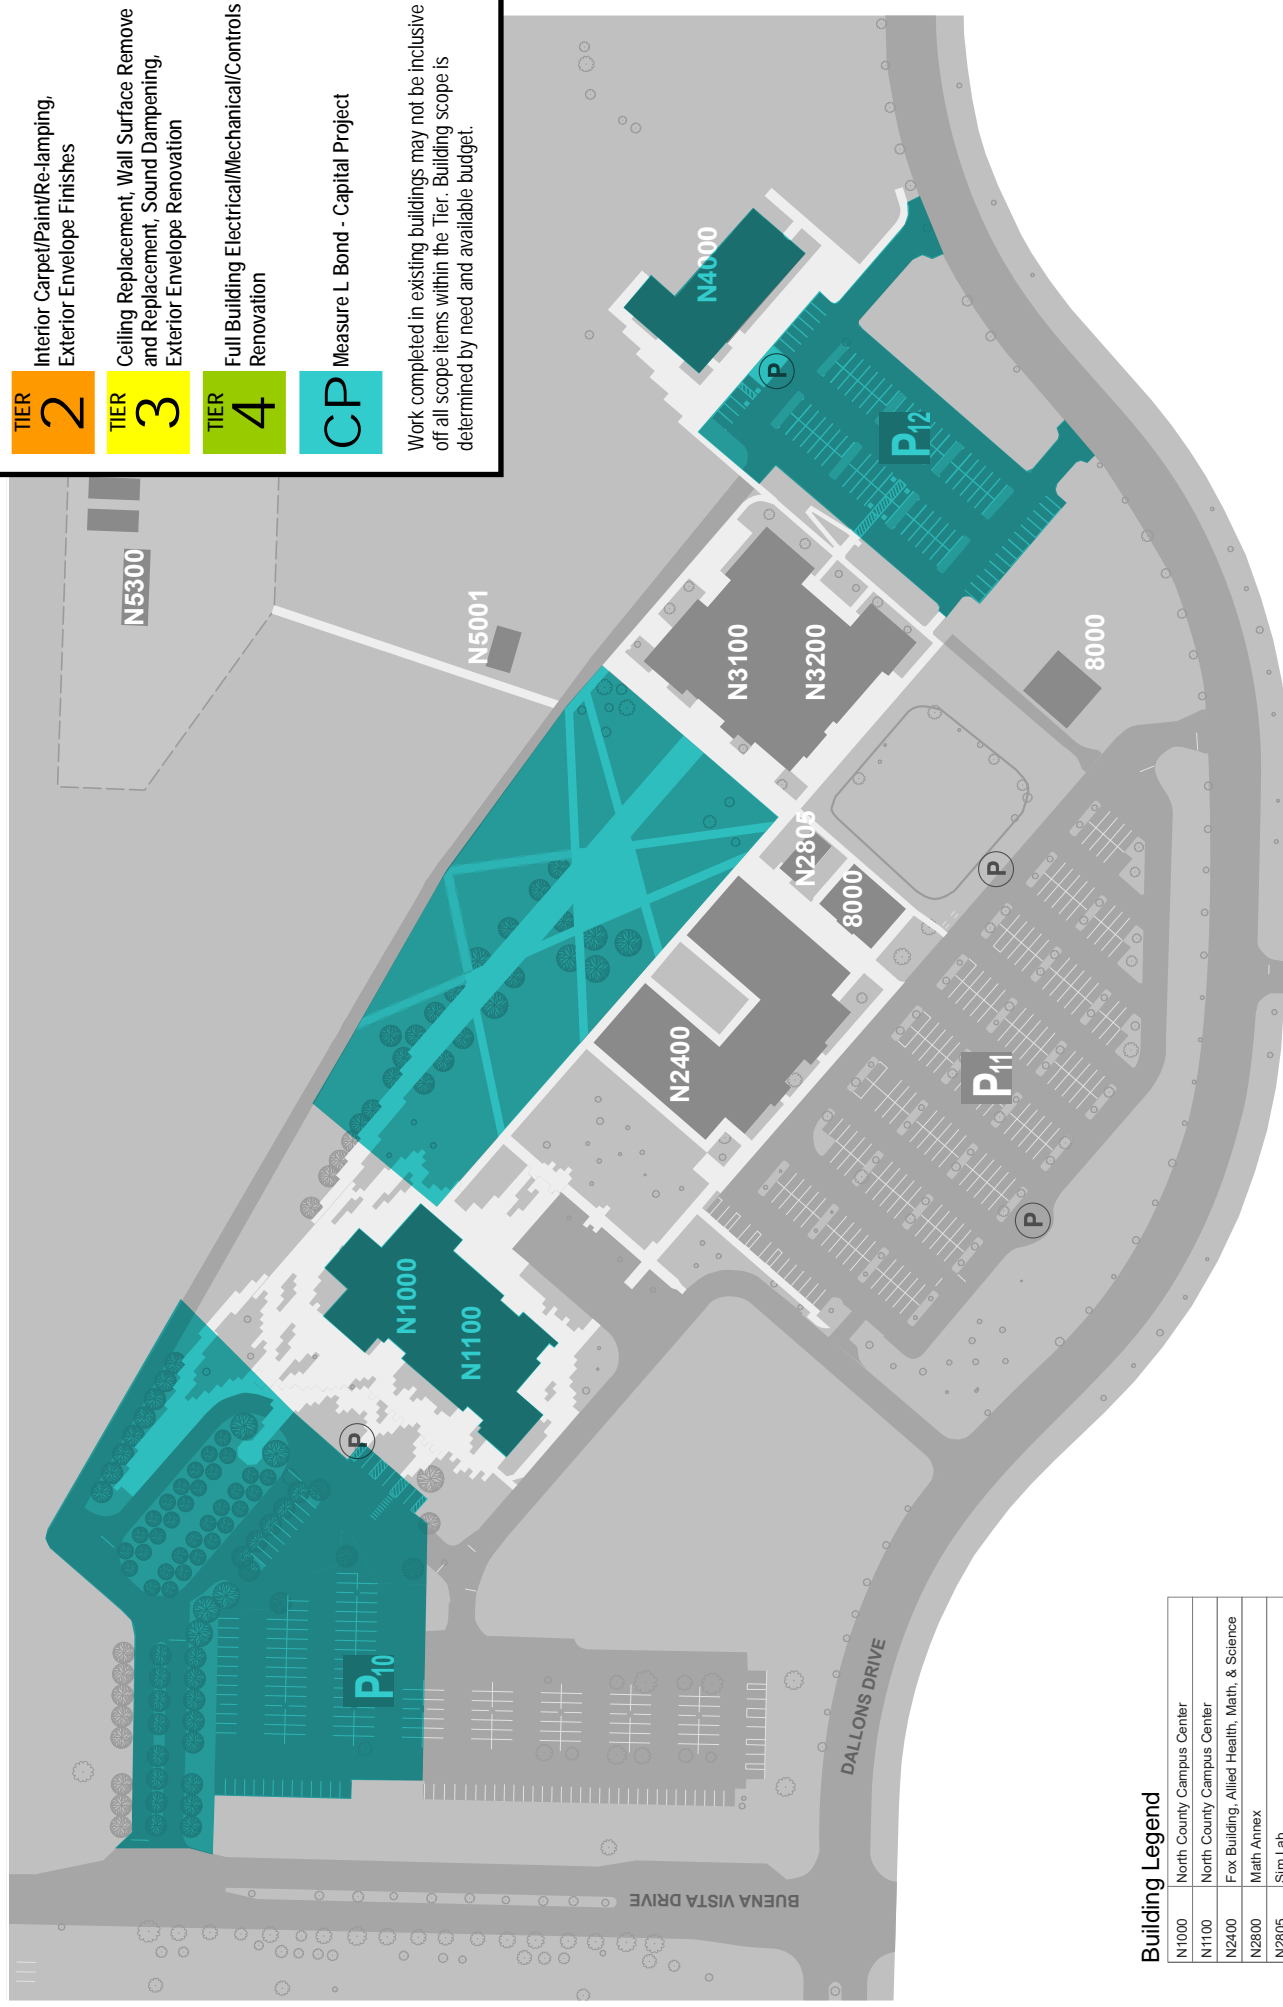 TIER
2
Interior Carpet/Paint/Re-lamping,
Exterior Envelope Finishes
TIER
3
Ceiling Replacement, Wall Surface Remove
and Replacement, Sound Dampening,
Exterior Envelope Renovation
TIER
4
Full Building Electrical/Mechanical/Controls
Renovation
CP
Measure L Bond - Capital Project
Work completed in existing buildings may not be inclusive
off all scope items within the Tier. Building scope is
determined by need and available budget.
N5300
N5001
N4000
P
P12
N3100
N3200
8000
N2805
8000
P
N2400
P11
P
N1000
N1100
P
P10
DALLONS DRIVE
BUENA VISTA DRIVE
Building Legend
N1000 North County Campus Center
N1100 North County Campus Center
N2400 Fox Building, Allied Health, Math, & Science
N2800 Math Annex
N2805 Sim Lab